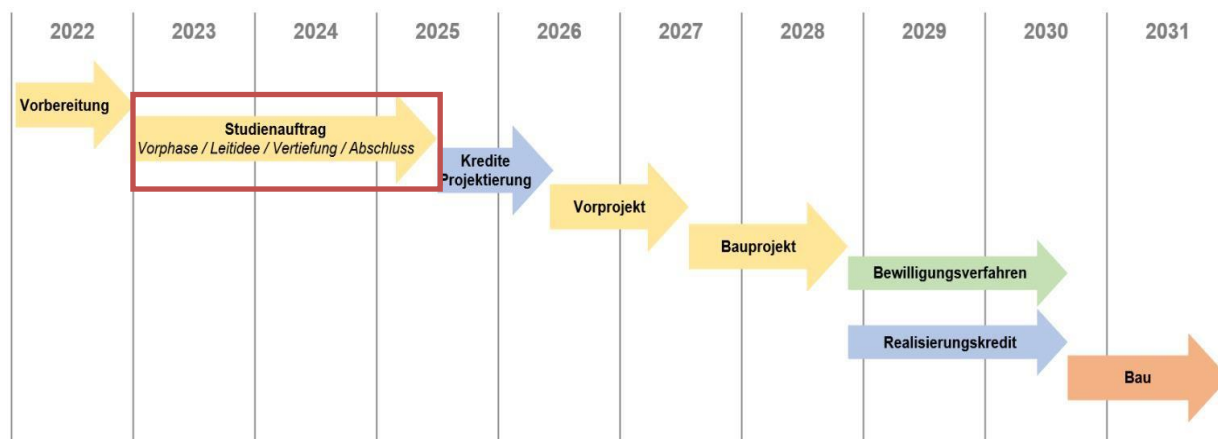 2022 2023 2024 2025 2026 2027 2028 2029 2030 2031
Vorbereitung
Studienauftrag
Vorphase / Leitidee / Vertiefung / Abschluss
Kredite
Projektierung
Vorprojekt
Bauprojekt
Bewilligungsverfahren
Realisierungskredit
Bau